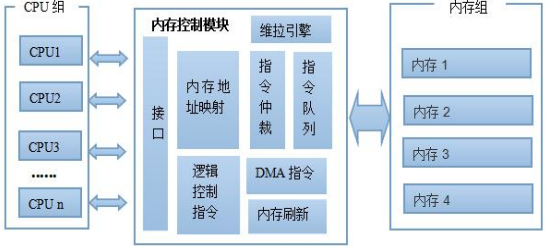 CPU 组
CPU1
CPU2
CPU3
······
CPU n
内存控制模块
维拉引擎
接
口
内存地
址映射
指
令
仲
裁
指
令
队
列
逻辑
控制
指令
DMA 指令
内存刷新
内存组
内存 1
内存 2
内存 3
内存 4